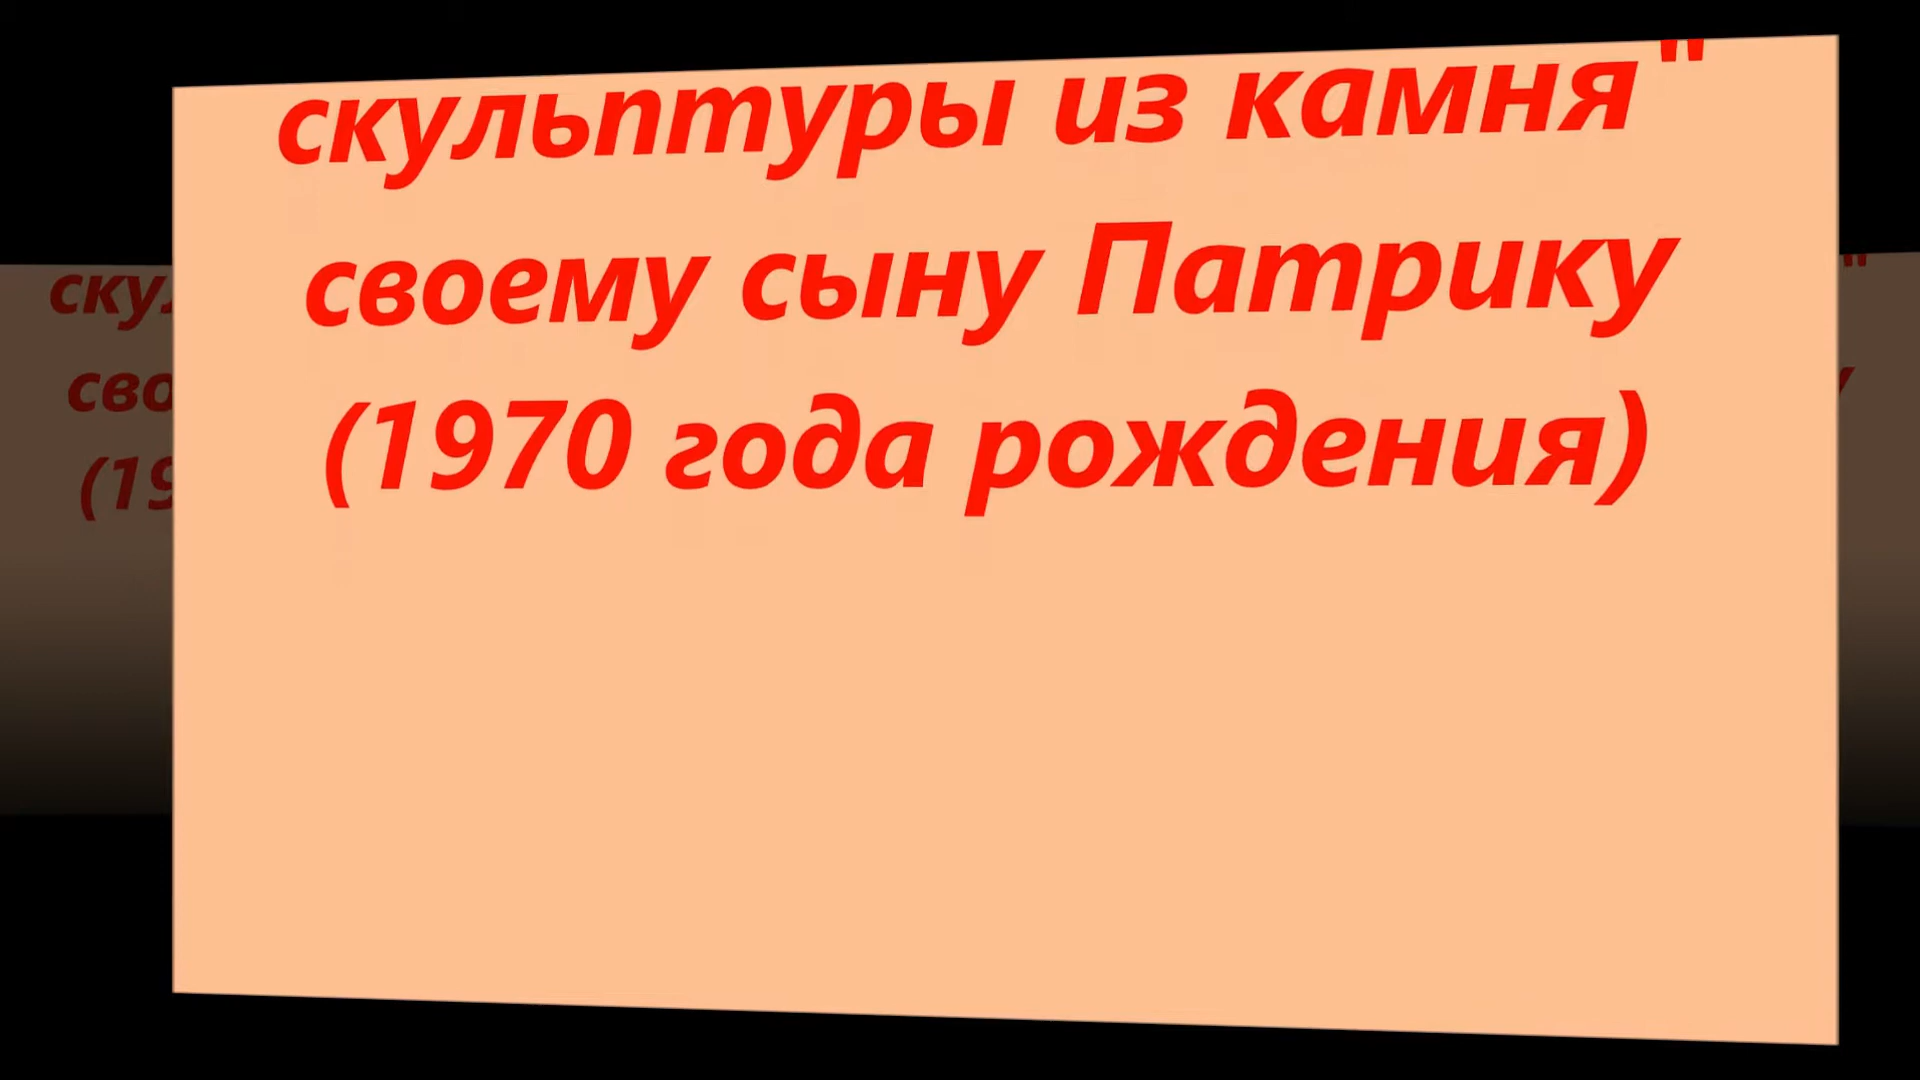 скульптуры из камня"
своему сыну Патрику
(1970 года рождения)